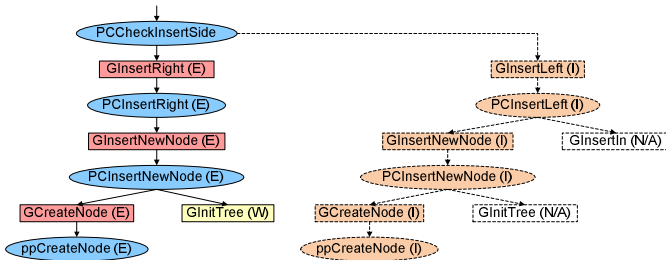 PCCheckInsertSide
GInsertRight (E)
GInsertLeft (I)
PCInsertRight (E)
PCInsertLeft (I)
GInsertNewNode (E)
GInsertNewNode (I)
GInsertIn (N/A)
PCInsertNewNode (E)
PCInsertNewNode (I)
GCreateNode (E)
GInitTree (W)
GCreateNode (I)
GInitTree (N/A)
ppCreateNode (E)
ppCreateNode (I)